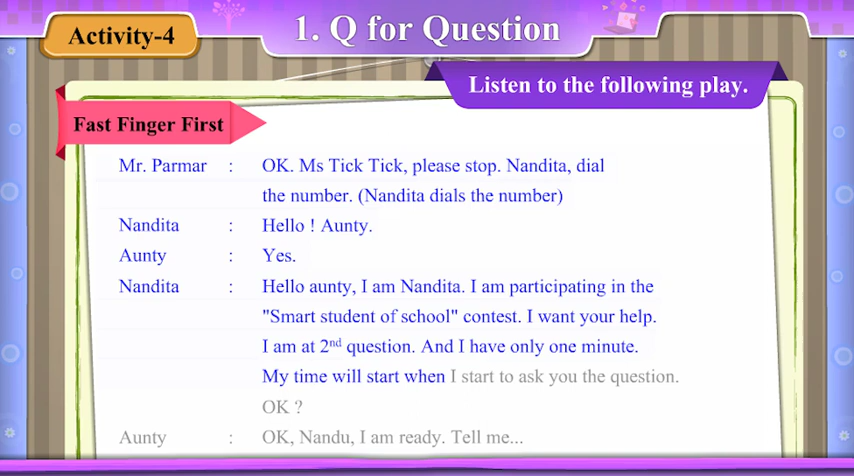 Activity-4
1. Q for Question
Listen to the following play.
Fast Finger First
Mr. Parmar : OK. Ms Tick Tick, please stop. Nandita, dial
the number. (Nandita dials the number)
Nandita : Hello ! Aunty.
Aunty : Yes.
Nandita : Hello aunty, I am Nandita. I am participating in the
"Smart student of school" contest. I want your help.
I am at 2nd question. And I have only one minute.
My time will start when I start to ask you the question.
OK ?
Aunty : OK, Nandu, I am ready. Tell me...